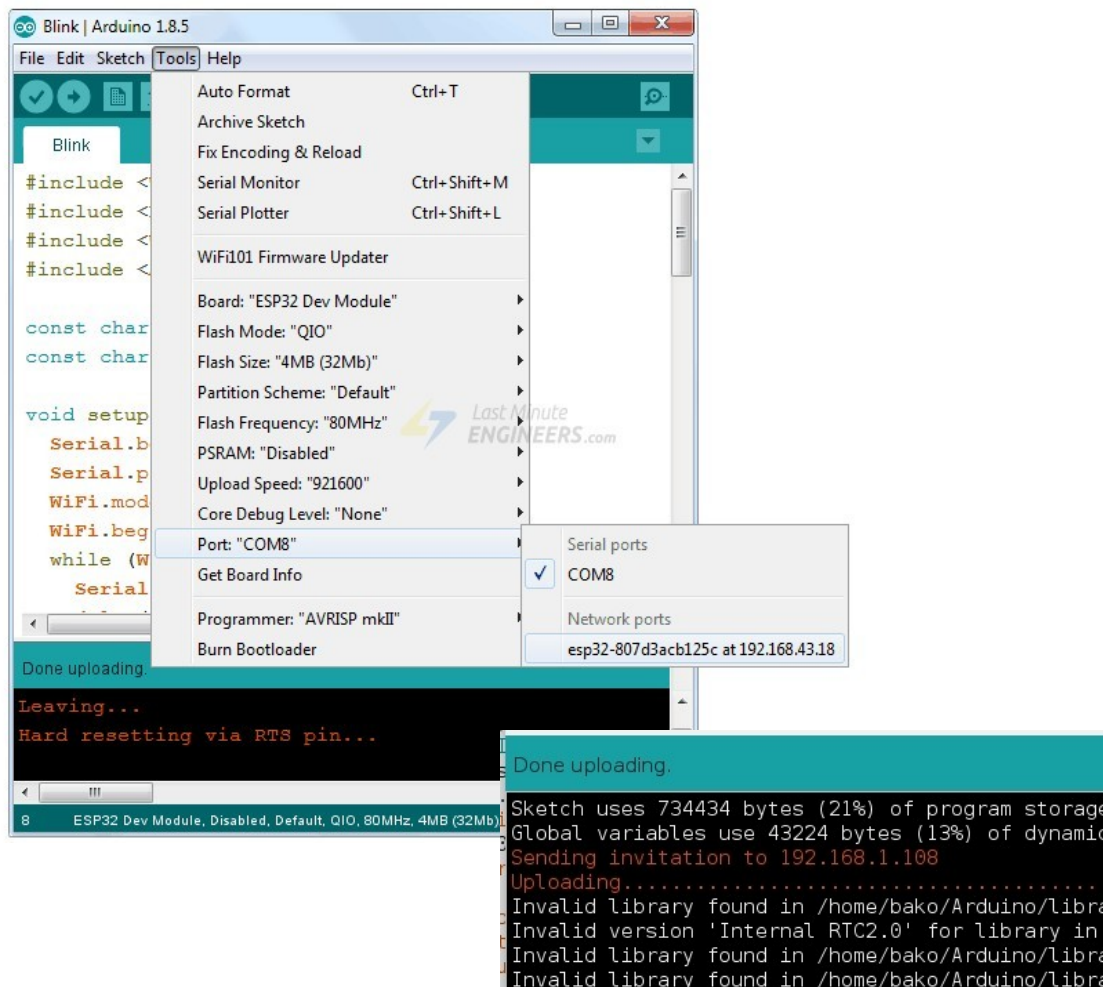 Blink | Arduino 1.8.5
File Edit Sketch Tools Help
Blink
#include <
#include <
#include <
#include <
const char
const char
void setup
Serial.b
Serial.p
WiFi.mod
WiFi.beg
while (W
Serial
Auto Format Ctrl+T
Archive Sketch
Fix Encoding & Reload
Serial Monitor Ctrl+Shift+M
Serial Plotter Ctrl+Shift+L
WiFi101 Firmware Updater
Board: "ESP32 Dev Module"
Flash Mode: "QIO"
Flash Size: "4MB (32Mb)"
Partition Scheme: "Default"
Flash Frequency: "80MHz"
PSRAM: "Disabled"
Upload Speed: "921600"
Core Debug Level: "None"
Port: "COM8"
Get Board Info
Programmer: "AVRISP mkII"
Burn Bootloader
Serial ports
COM8
Network ports
esp32-807d3acb125c at 192.168.43.18
Last Minute
ENGINEERS.com
Done uploading.
Leaving...
Hard resetting via RTS pin...
8 ESP32 Dev Module, Disabled, Default, QIO, 80MHz, 4MB (32Mb)
Done uploading.
Sketch uses 734434 bytes (21%) of program storage
Global variables use 43224 bytes (13%) of dynamic
Sending invitation to 192.168.1.108
Uploading.......................................
Invalid library found in /home/bako/Arduino/libra
Invalid version 'Internal RTC2.0' for library in
Invalid library found in /home/bako/Arduino/libra
Invalid library found in /home/bako/Arduino/libra